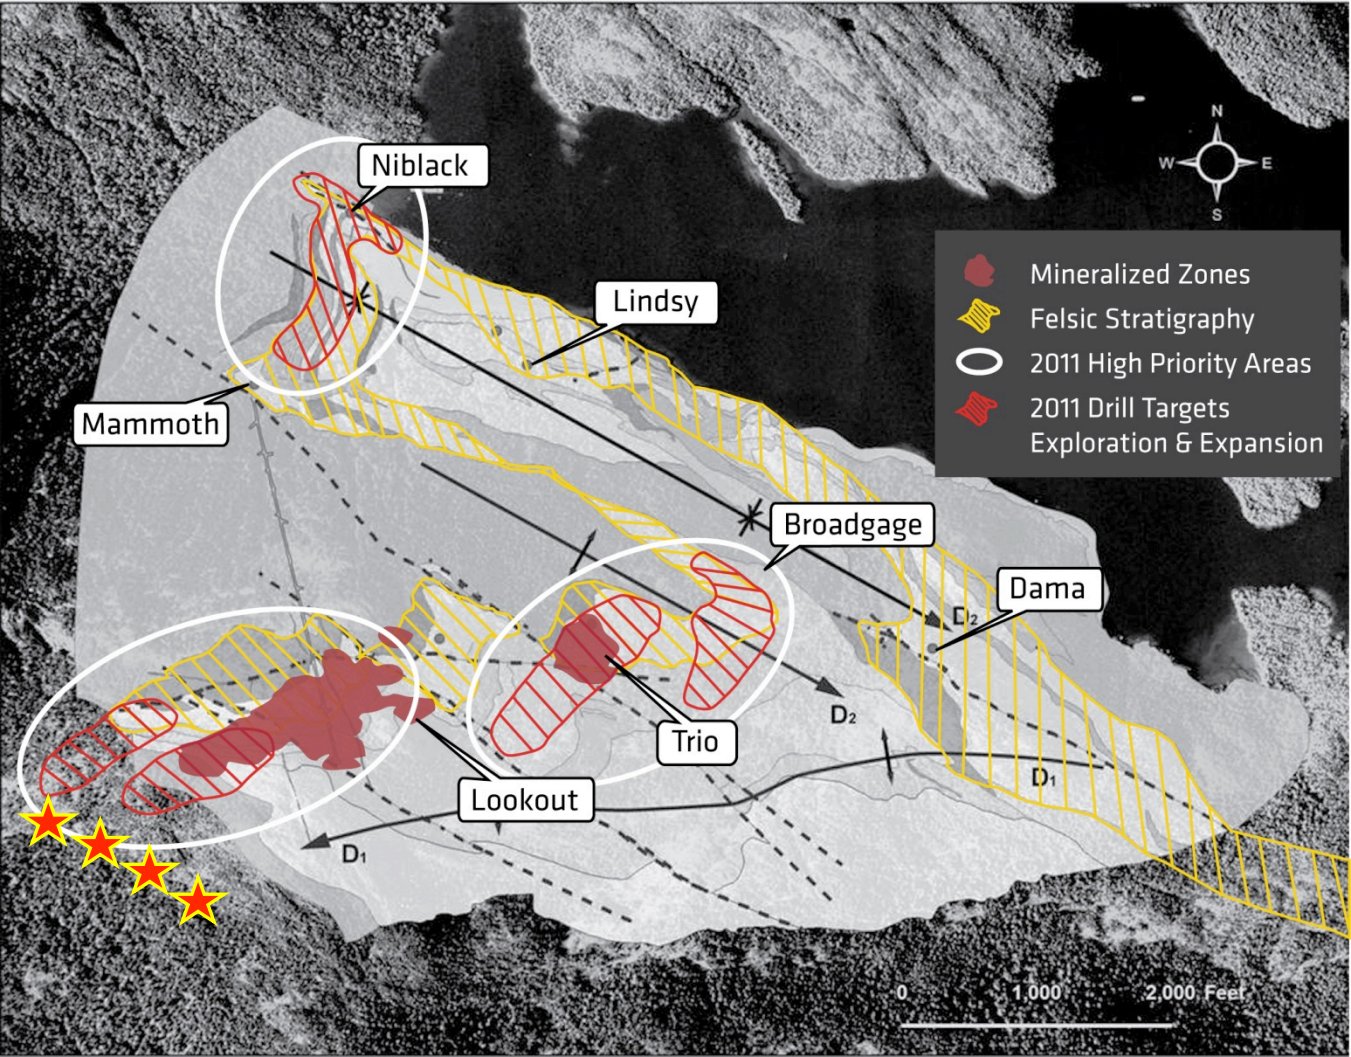 N
W E
S
Niblack
Lindsy
Mammoth
Broadgage
Dama
Trio
Lookout
D2
D2
D1
D1
Mineralized Zones
Felsic Stratigraphy
2011 High Priority Areas
2011 Drill Targets
Exploration & Expansion
0 1,000 2,000 Feet